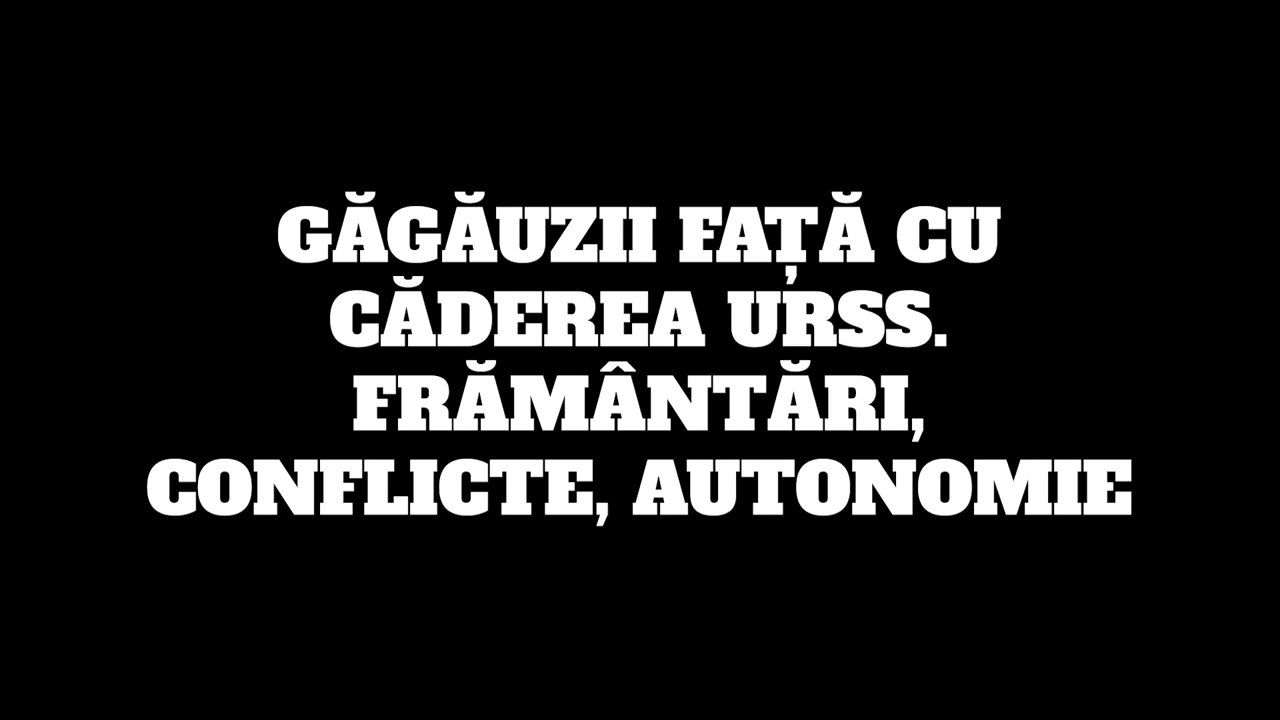 GĂGĂUZII FAȚĂ CU
CĂDEREA URSS.
FRĂMÂNTĂRI,
CONFLICTE, AUTONOMIE